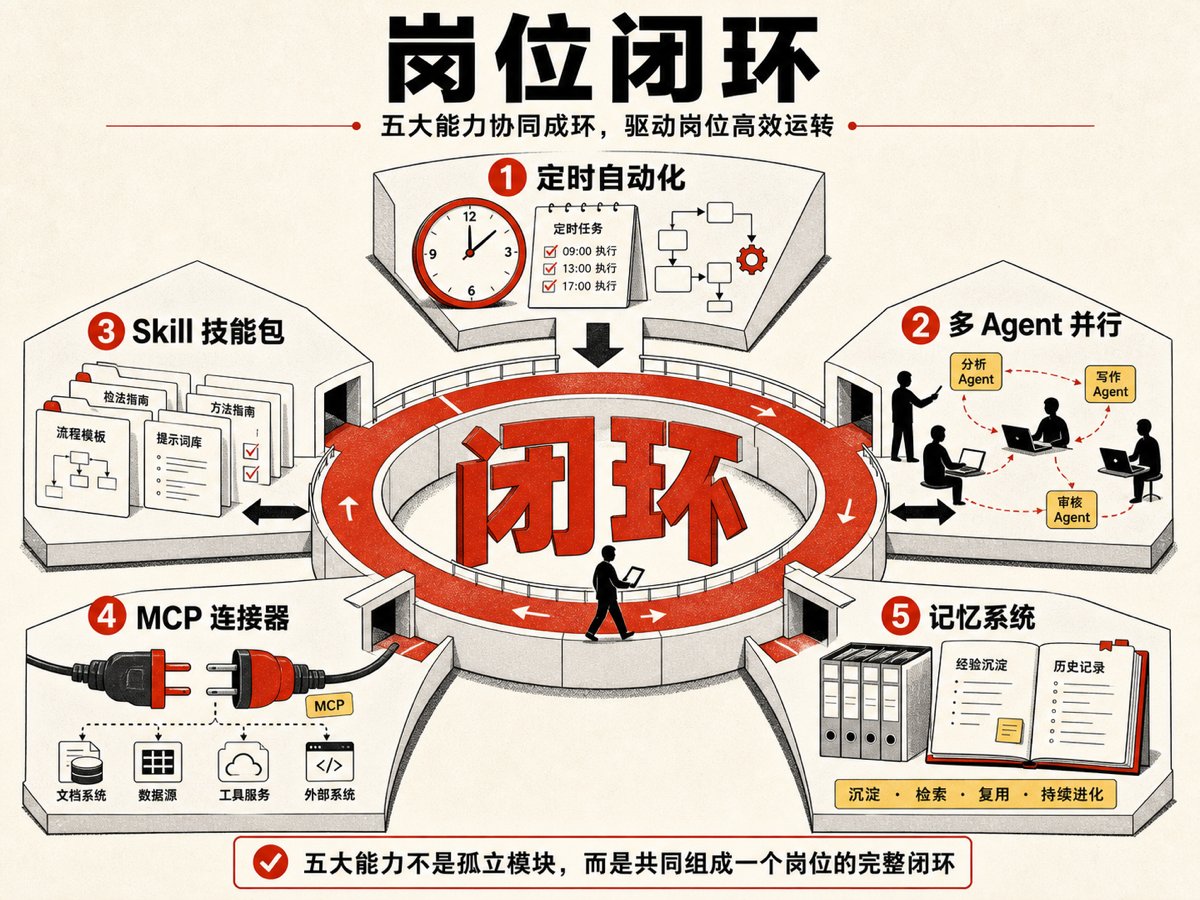 岗位闭环
五大能力协同成环，驱动岗位高效运转
1 定时自动化
12
3
6
9
定时任务
09:00 执行
13:00 执行
17:00 执行
2 多 Agent 并行
分析
Agent
写作
Agent
审核
Agent
3 Skill 技能包
检法指南
方法指南
流程模板
提示词库
闭环
4 MCP 连接器
MCP
文档系统
数据源
工具服务
外部系统
5 记忆系统
经验沉淀
历史记录
沉淀 · 检索 · 复用 · 持续进化
五大能力不是孤立模块，而是共同组成一个岗位的完整闭环